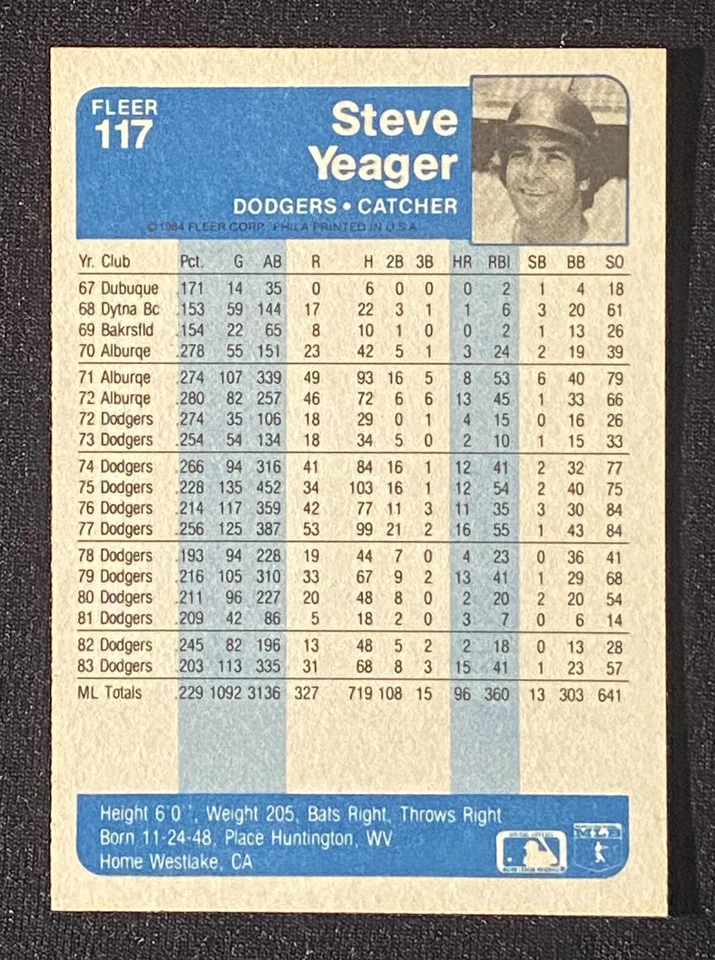 FLEER
117
Steve
Yeager
DODGERS • CATCHER
© 1984 FLEER CORP. PHILA PRINTED IN U.S.A.
Yr. Club Pct. G AB R H 2B 3B HR RBI SB BB SO
67 Dubuque .171 14 35 0 6 0 0 0 2 1 4 18
68 Dytna Bc .153 59 144 17 22 3 1 1 6 3 20 61
69 Bakrsfld .154 22 65 8 10 1 0 0 2 1 13 26
70 Alburqe .278 55 151 23 42 5 1 3 24 2 19 39
71 Alburqe .274 107 339 49 93 16 5 8 53 6 40 79
72 Alburqe .280 82 257 46 72 6 6 13 45 1 33 66
72 Dodgers .274 35 106 18 29 0 1 4 15 0 16 26
73 Dodgers .254 54 134 18 34 5 0 2 10 1 15 33
74 Dodgers .266 94 316 41 84 16 1 12 41 2 32 77
75 Dodgers .228 135 452 34 103 16 1 12 54 2 40 75
76 Dodgers .214 117 359 42 77 11 3 11 35 3 30 84
77 Dodgers .256 125 387 53 99 21 2 16 55 1 43 84
78 Dodgers .193 94 228 19 44 7 0 4 23 0 36 41
79 Dodgers .216 105 310 33 67 9 2 13 41 1 29 68
80 Dodgers .211 96 227 20 48 8 0 2 20 2 20 54
81 Dodgers .209 42 86 5 18 2 0 3 7 0 6 14
82 Dodgers .245 82 196 13 48 5 2 2 18 0 13 28
83 Dodgers .203 113 335 31 68 8 3 15 41 1 23 57
ML Totals .229 1092 3136 327 719 108 15 96 360 13 303 641
Height 6'0'', Weight 205, Bats Right, Throws Right
Born 11-24-48, Place Huntington, WV
Home Westlake, CA
MLB